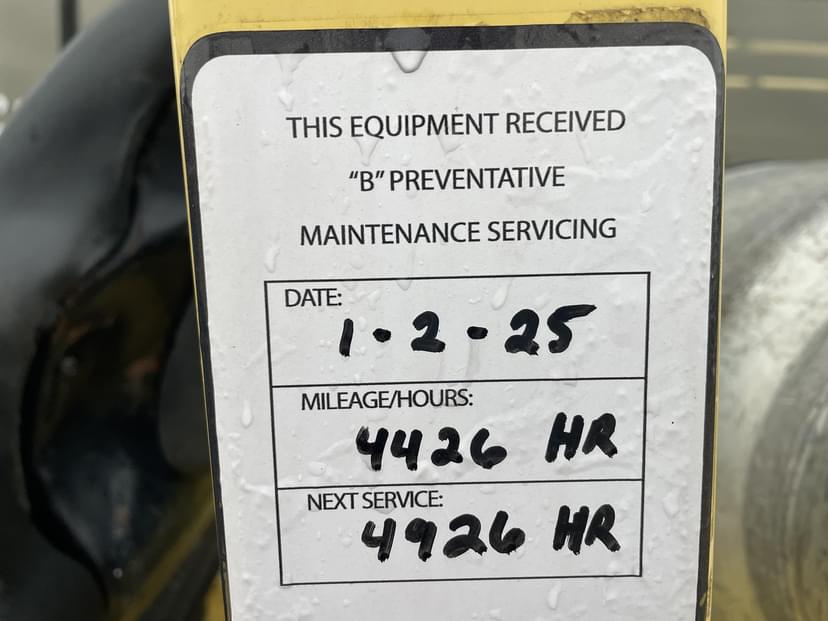 THIS EQUIPMENT RECEIVED
“B” PREVENTATIVE
MAINTENANCE SERVICING
DATE:
1-2-25
MILEAGE/HOURS:
4426 HR
NEXT SERVICE:
4926 HR